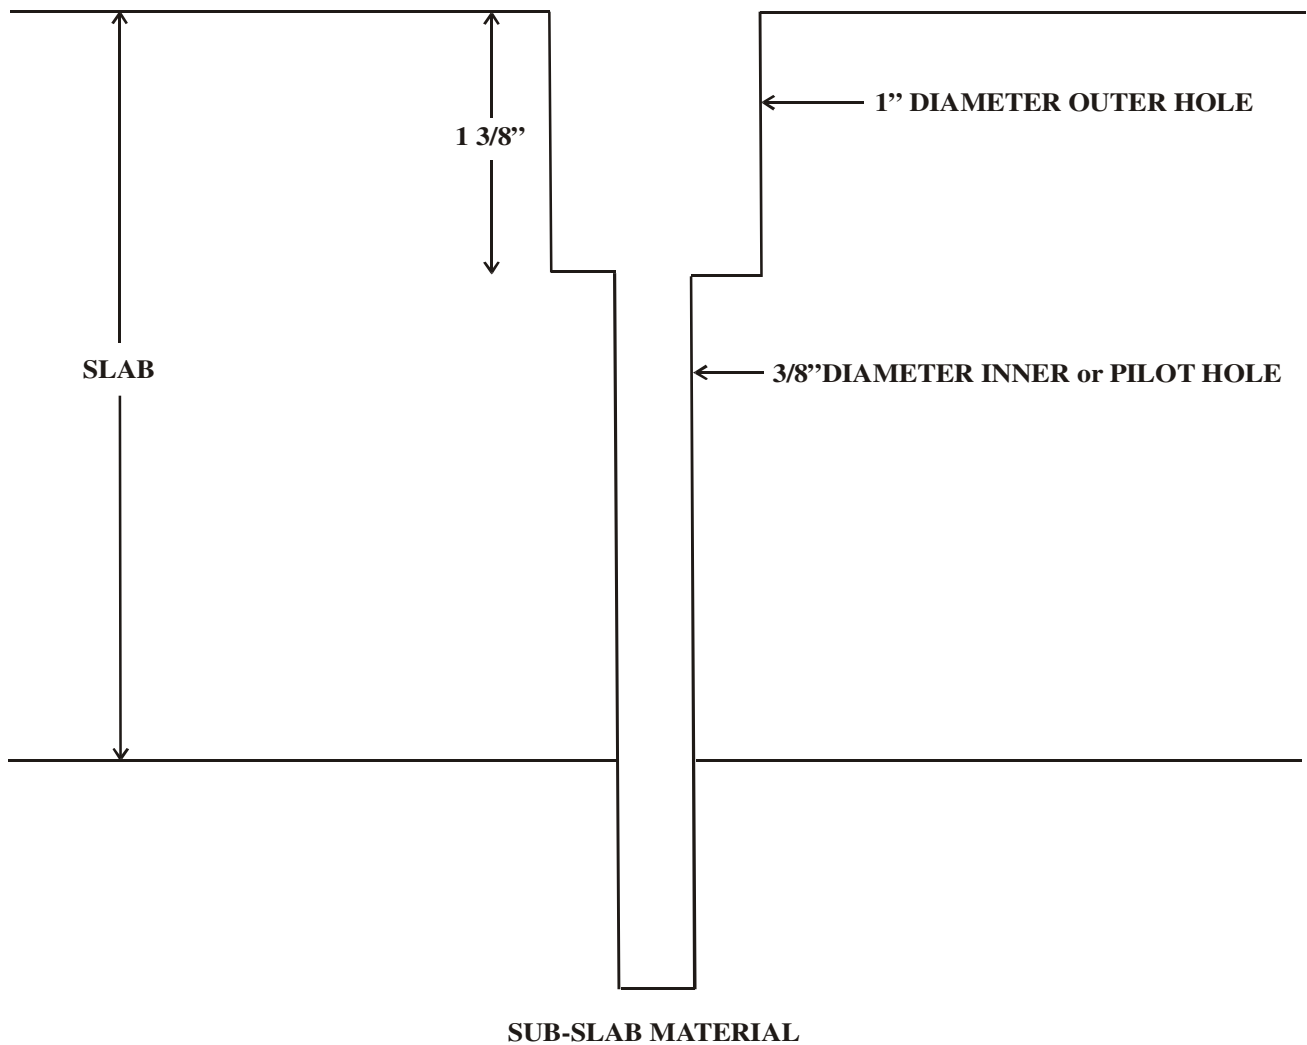 1” DIAMETER OUTER HOLE
1 3/8”
SLAB
3/8”DIAMETER INNER or PILOT HOLE
SUB-SLAB MATERIAL